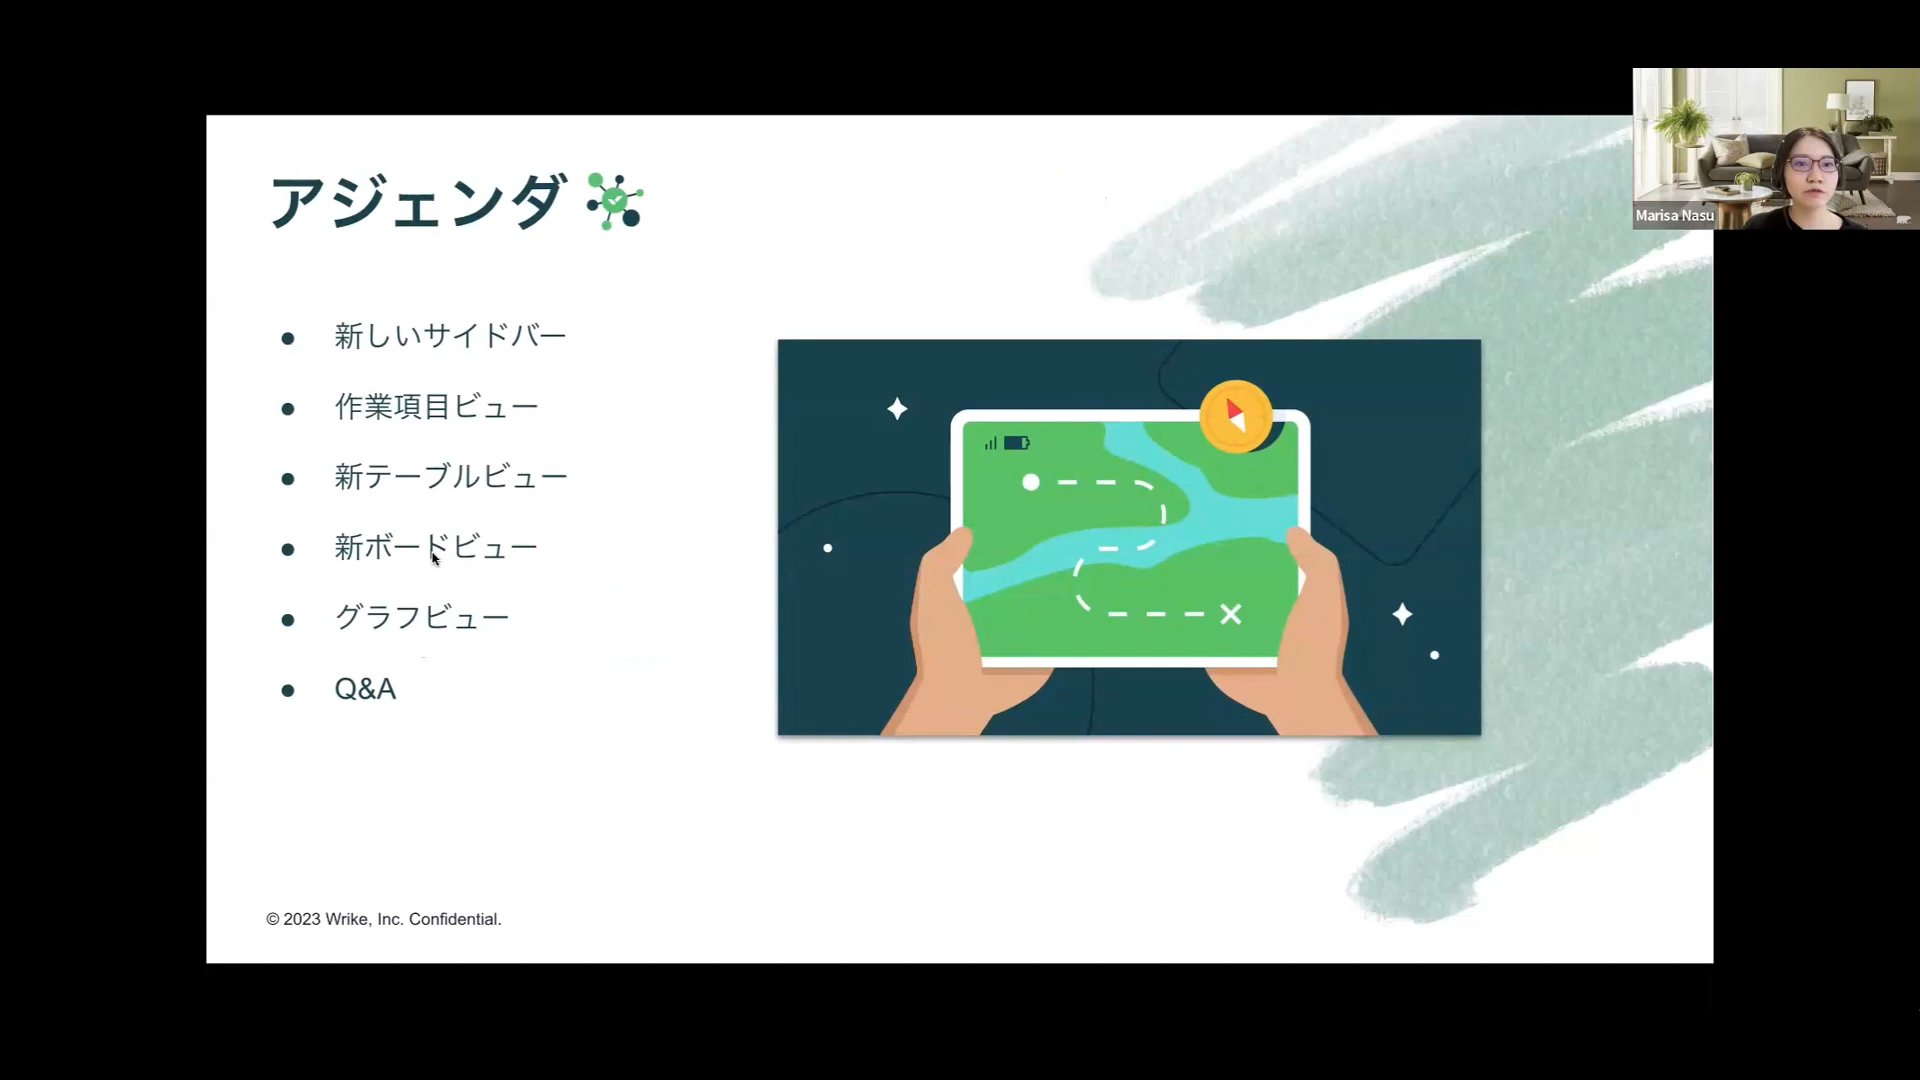 アジェンダ
新しいサイドバー
作業項目ビュー
新テーブルビュー
新ボードビュー
グラフビュー
Q&A
© 2023 Wrike, Inc. Confidential.
Marisa Nasu